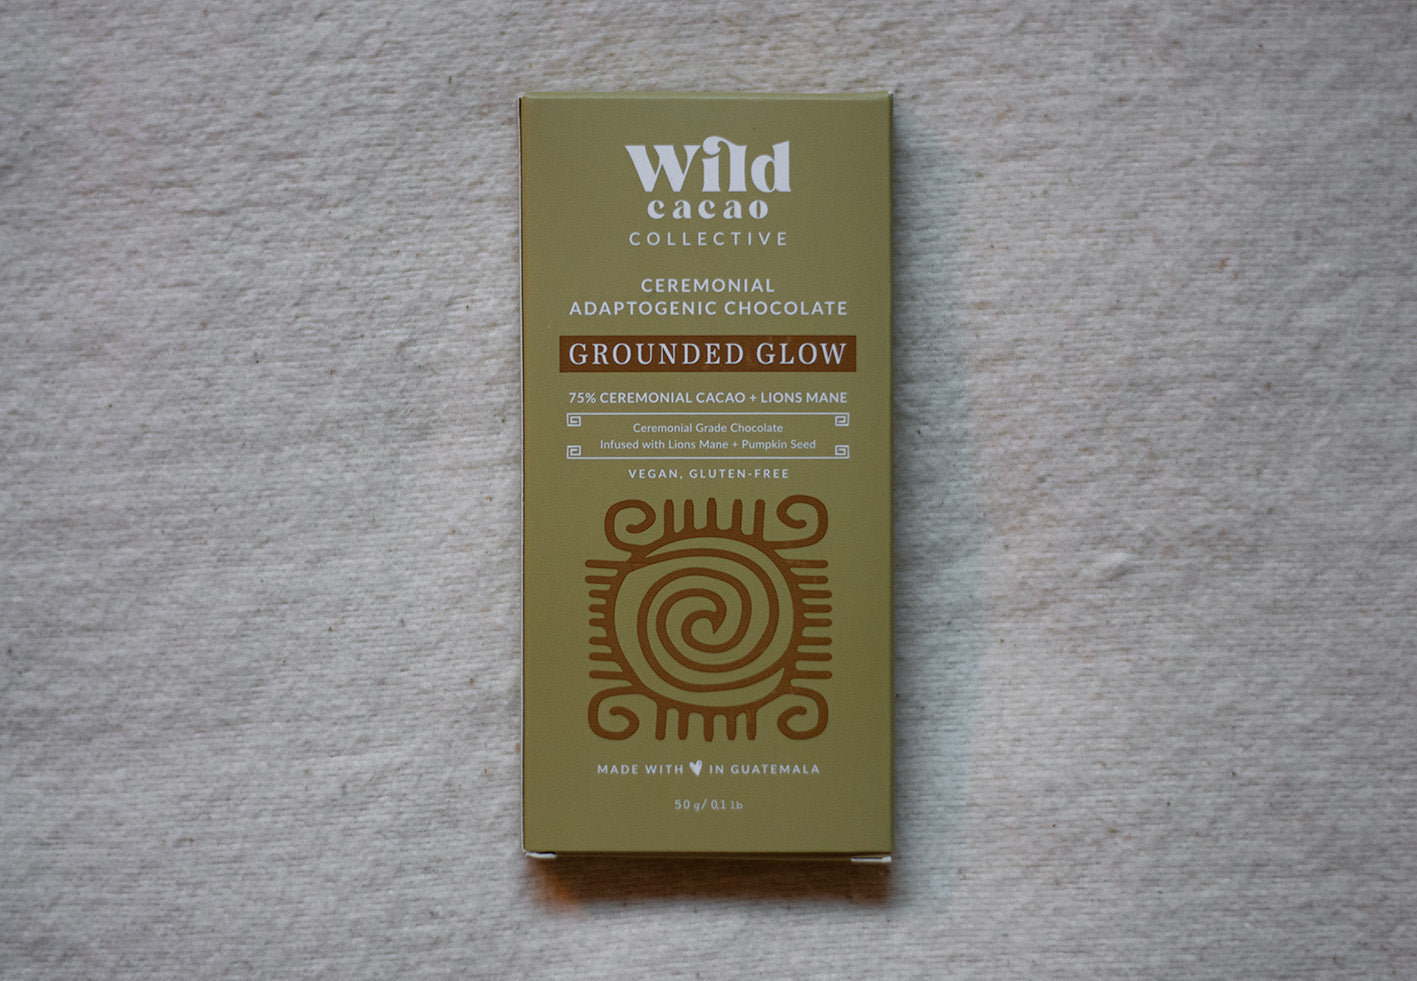 Wild
cacao
COLLECTIVE
CEREMONIAL
ADAPTOGENIC CHOCOLATE
GROUNDED GLOW
75% CEREMONIAL CACAO + LIONS MANE
Ceremonial Grade Chocolate
Infused with Lions Mane + Pumpkin Seed
VEGAN, GLUTEN-FREE
MADE WITH IN GUATEMALA
50 g/ 0,1 lb